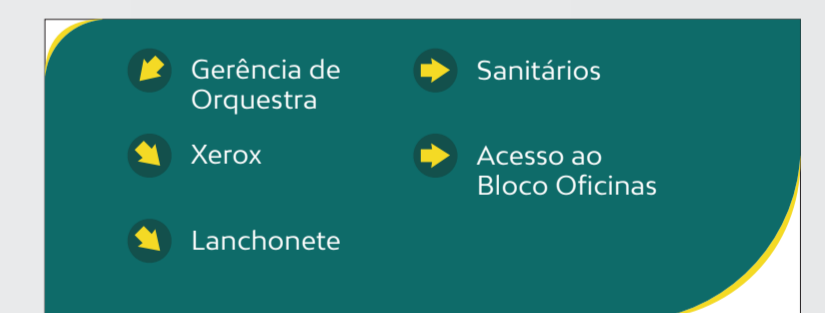 Gerência de
Orquestra
Xerox
Lanchonete
Sanitários
Acesso ao
Bloco Oficinas